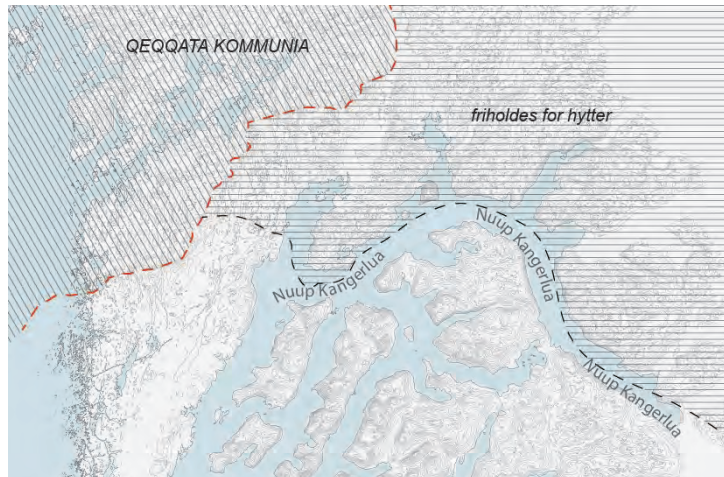 QEQQATA KOMMUNIA
friholdes for hytter
Nuup Kangerlua
Nuup Kangerlua
Nuup Kangerlua